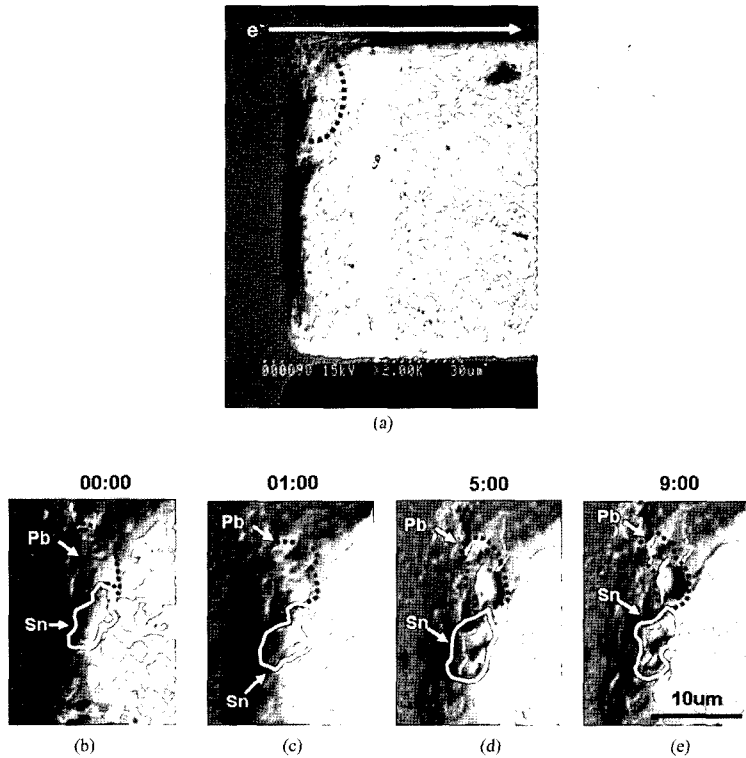 e-
000090 15kV ×2.00K 30um
(a)
00:00 01:00 5:00 9:00
Pb Pb Pb Pb
Sn Sn Sn Sn
10um
(b) (c) (d) (e)